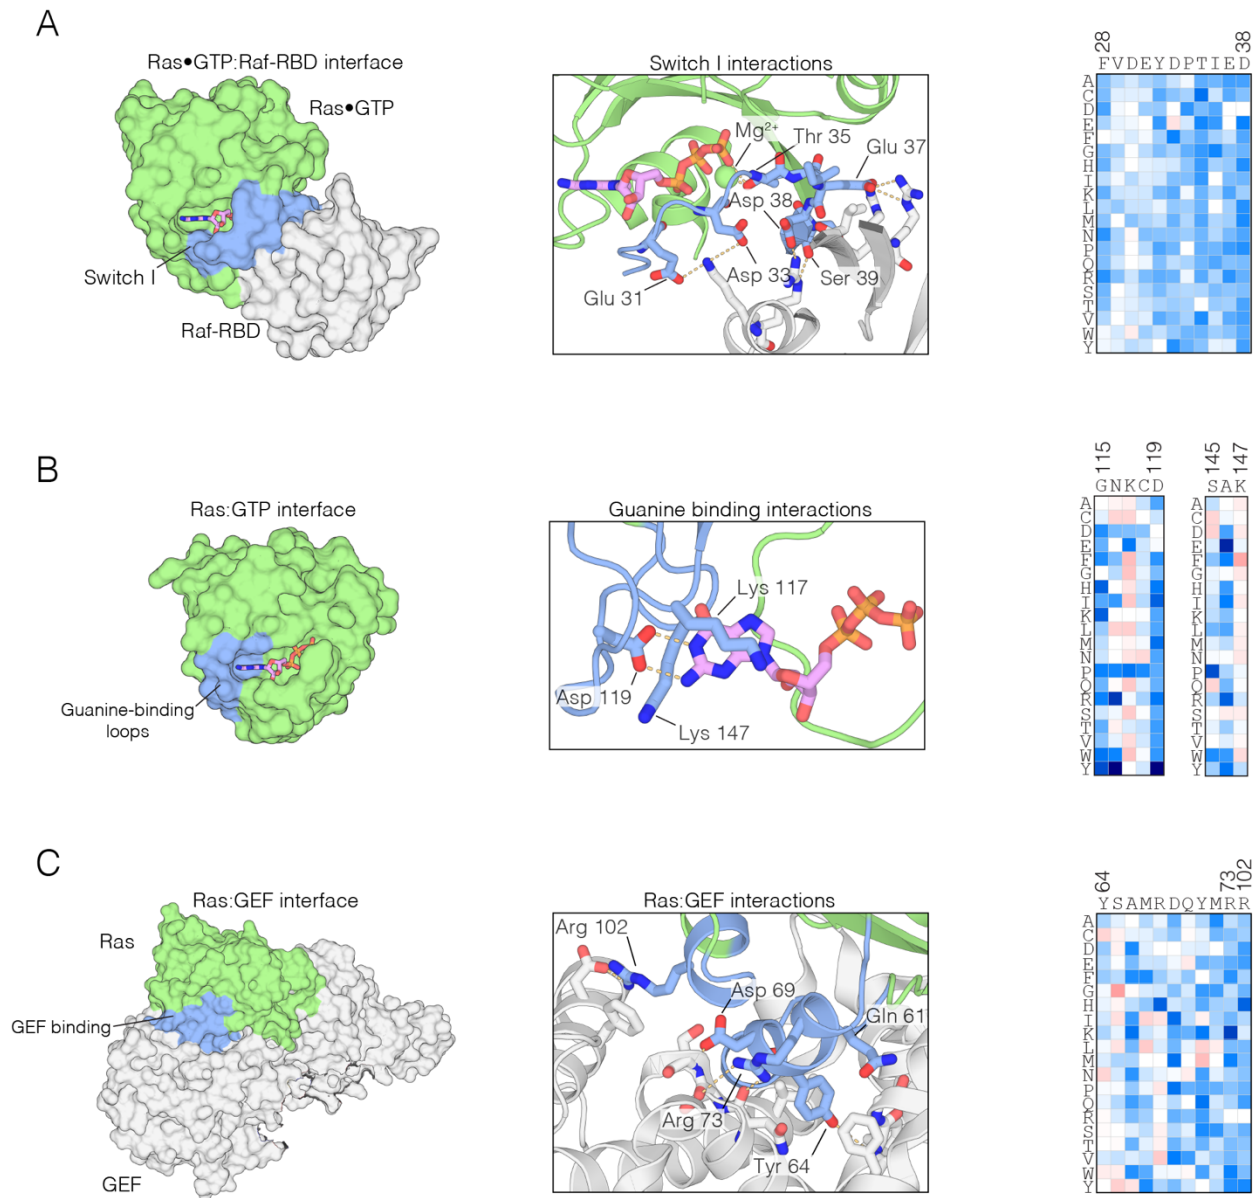 A
Ras•GTP:Raf-RBD interface
Ras•GTP
Switch I
Raf-RBD
Switch I interactions
Mg²⁺
Thr 35
Glu 37
Asp 38
Asp 33
Ser 39
Glu 31
28 38
FVDEYDPTIED
A
C
D
E
F
G
H
I
K
L
M
N
P
Q
R
S
T
V
W
Y
B
Ras:GTP interface
Guanine-binding
loops
Guanine binding interactions
Lys 117
Asp 119
Lys 147
115 119
GNKCD
A
C
D
E
F
G
H
I
K
L
M
N
P
Q
R
S
T
V
W
Y
145 147
SAK
A
C
D
E
F
G
H
I
K
L
M
N
P
Q
R
S
T
V
W
Y
C
Ras:GEF interface
Ras
GEF binding
GEF
Ras:GEF interactions
Arg 102
Asp 69
Gln 61
Arg 73
Tyr 64
64 73 102
YSAMRDQYMRR
A
C
D
E
F
G
H
I
K
L
M
N
P
Q
R
S
T
V
W
Y